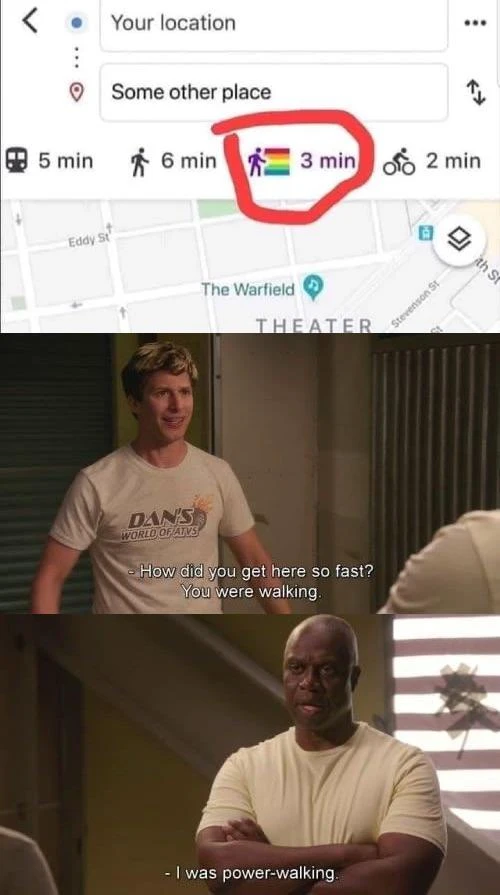 Your location
Some other place
5 min 6 min 3 min 2 min
Eddy St
The Warfield
Stevenson St
THEATER
DAN'S
WORLD OF ATVS
- How did you get here so fast?
You were walking.
- I was power-walking.